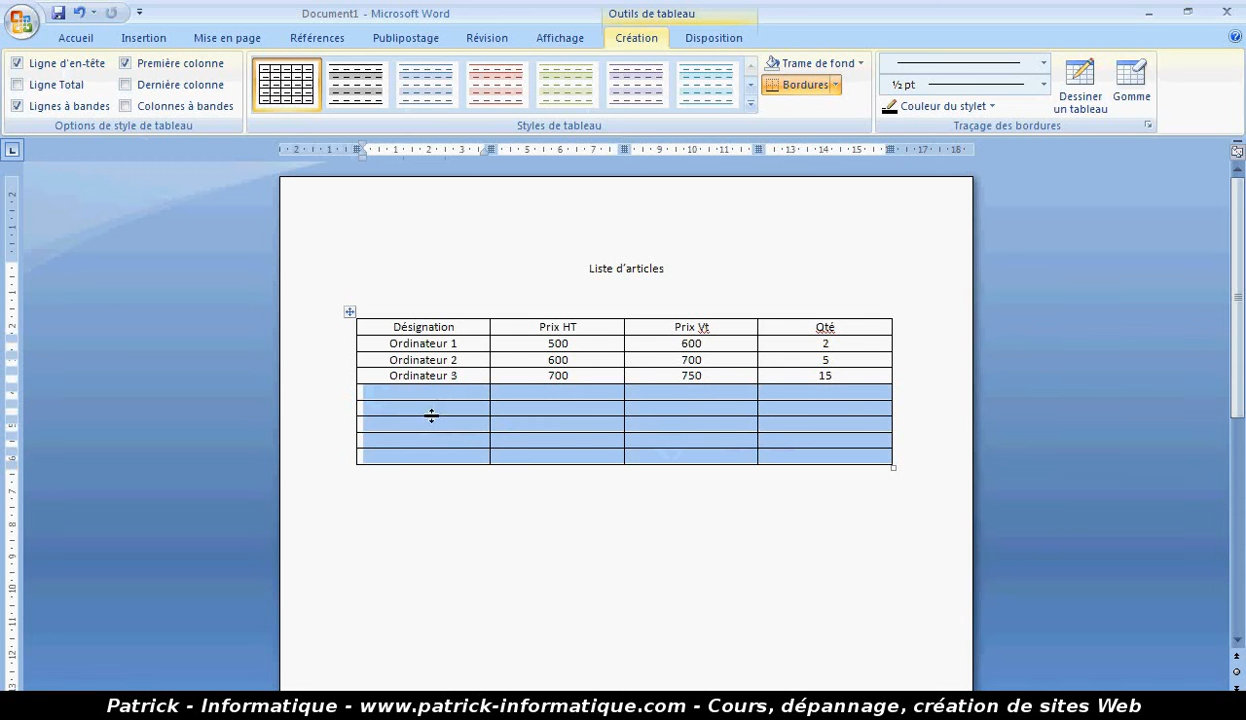 Document1 - Microsoft Word
Outils de tableau
Accueil Insertion Mise en page Références Publipostage Révision Affichage Création Disposition
Ligne d'en-tête Première colonne
Ligne Total Dernière colonne
Lignes à bandes Colonnes à bandes
Options de style de tableau
Styles de tableau
Trame de fond
Bordures
½ pt
Couleur du stylet
Dessiner un tableau
Gomme
Traçage des bordures
Liste d'articles
Désignation Prix HT Prix Vt Qté
Ordinateur 1 500 600 2
Ordinateur 2 600 700 5
Ordinateur 3 700 750 15
Patrick - Informatique - www.patrick-informatique.com - Cours, dépannage, création de sites Web